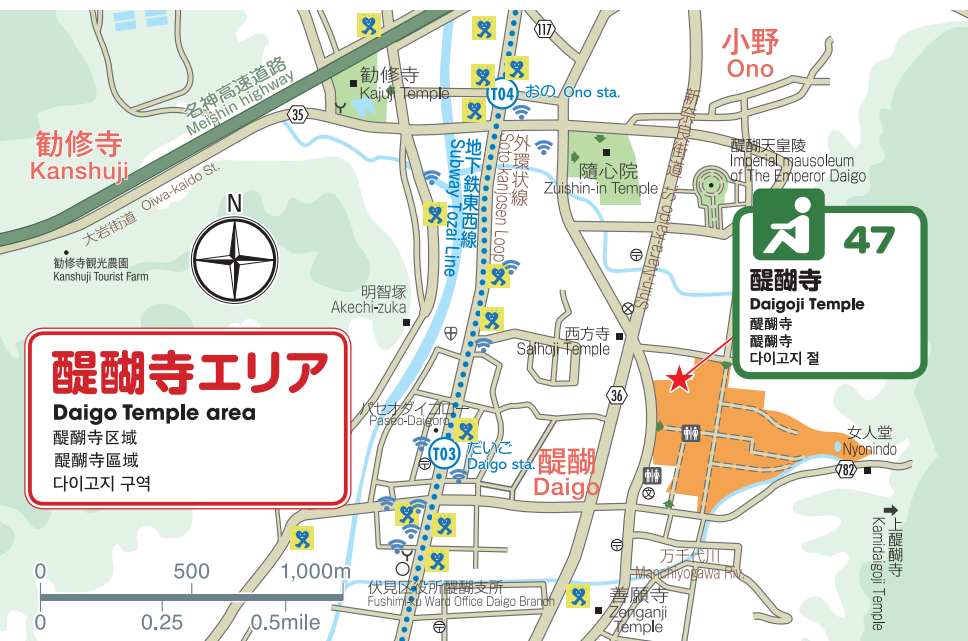 117
小野
Ono
勧修寺
Kajuji Temple
名神高速道路
Meishin highway
35
T04
おの/Ono sta.
勧修寺
Kanshuji
大岩街道 Oiwa-kaido St.
地下鉄東西線
Subway Tozai Line
外環状線
Soto-kanjosen Loop
隨心院
Zuishin-in Temple
醍醐天皇陵
Imperial mausoleum
of The Emperor Daigo
Shin-Nara-kaido St.
N
勧修寺観光農園
Kanshuji Tourist Farm
明智塚
Akechi-zuka
47
醍醐寺
Daigoji Temple
醍醐寺
醍醐寺
다이고지 절
西方寺
Saihoji Temple
醍醐寺エリア
Daigo Temple area
醍醐寺区域
醍醐寺區域
다이고지 구역
36
パセオダイゴロー
Paseo-Daigoro
T03
だいご
Daigo sta.
醍醐
Daigo
女人堂
Nyonindo
782
上醍醐寺
Kamidaigoji Temple
万千代川
Manchiyogawa Riv.
0
500
1,000m
0
0.25
0.5mile
伏見区役所醍醐支所
Fushimi-ku Ward Office Daigo Branch
善願寺
Zenganji
Temple